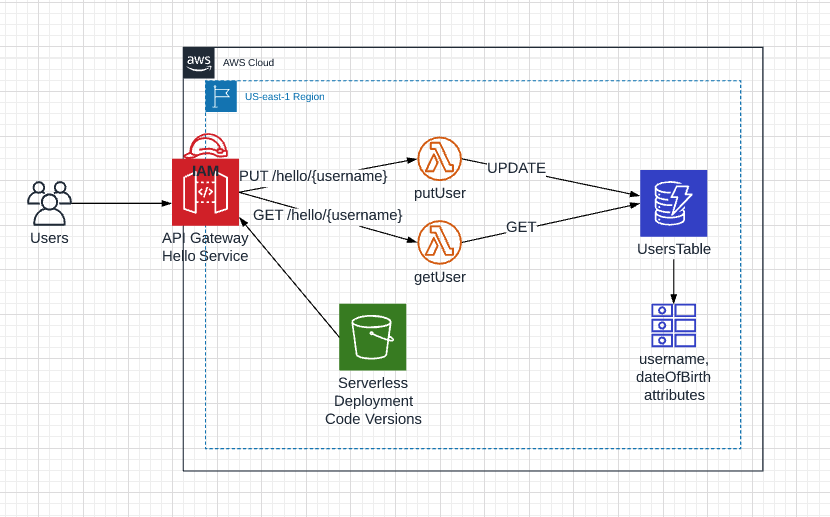 aws
AWS Cloud
US-east-1 Region
IAM
PUT /hello/{username}
UPDATE
putUser
GET /hello/{username}
GET
Users
API Gateway
Hello Service
getUser
UsersTable
Serverless
Deployment
Code Versions
username,
dateOfBirth
attributes